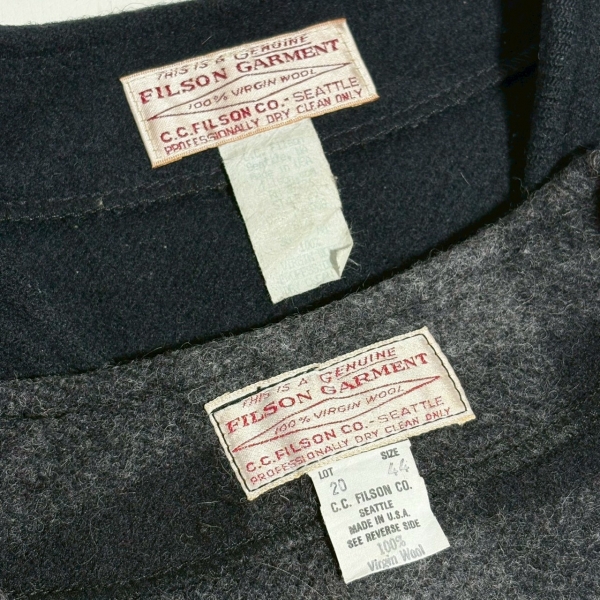 THIS IS A GENUINE
FILSON GARMENT
100% VIRGIN WOOL
C.C. FILSON CO.-SEATTLE
PROFESSIONALLY DRY CLEAN ONLY
THIS IS A GENUINE
FILSON GARMENT
100% VIRGIN WOOL
C.C. FILSON CO.-SEATTLE
PROFESSIONALLY DRY CLEAN ONLY
LOT SIZE
20 44
C.C. FILSON CO.
SEATTLE
MADE IN U.S.A.
SEE REVERSE SIDE
100%
Virgin Wool